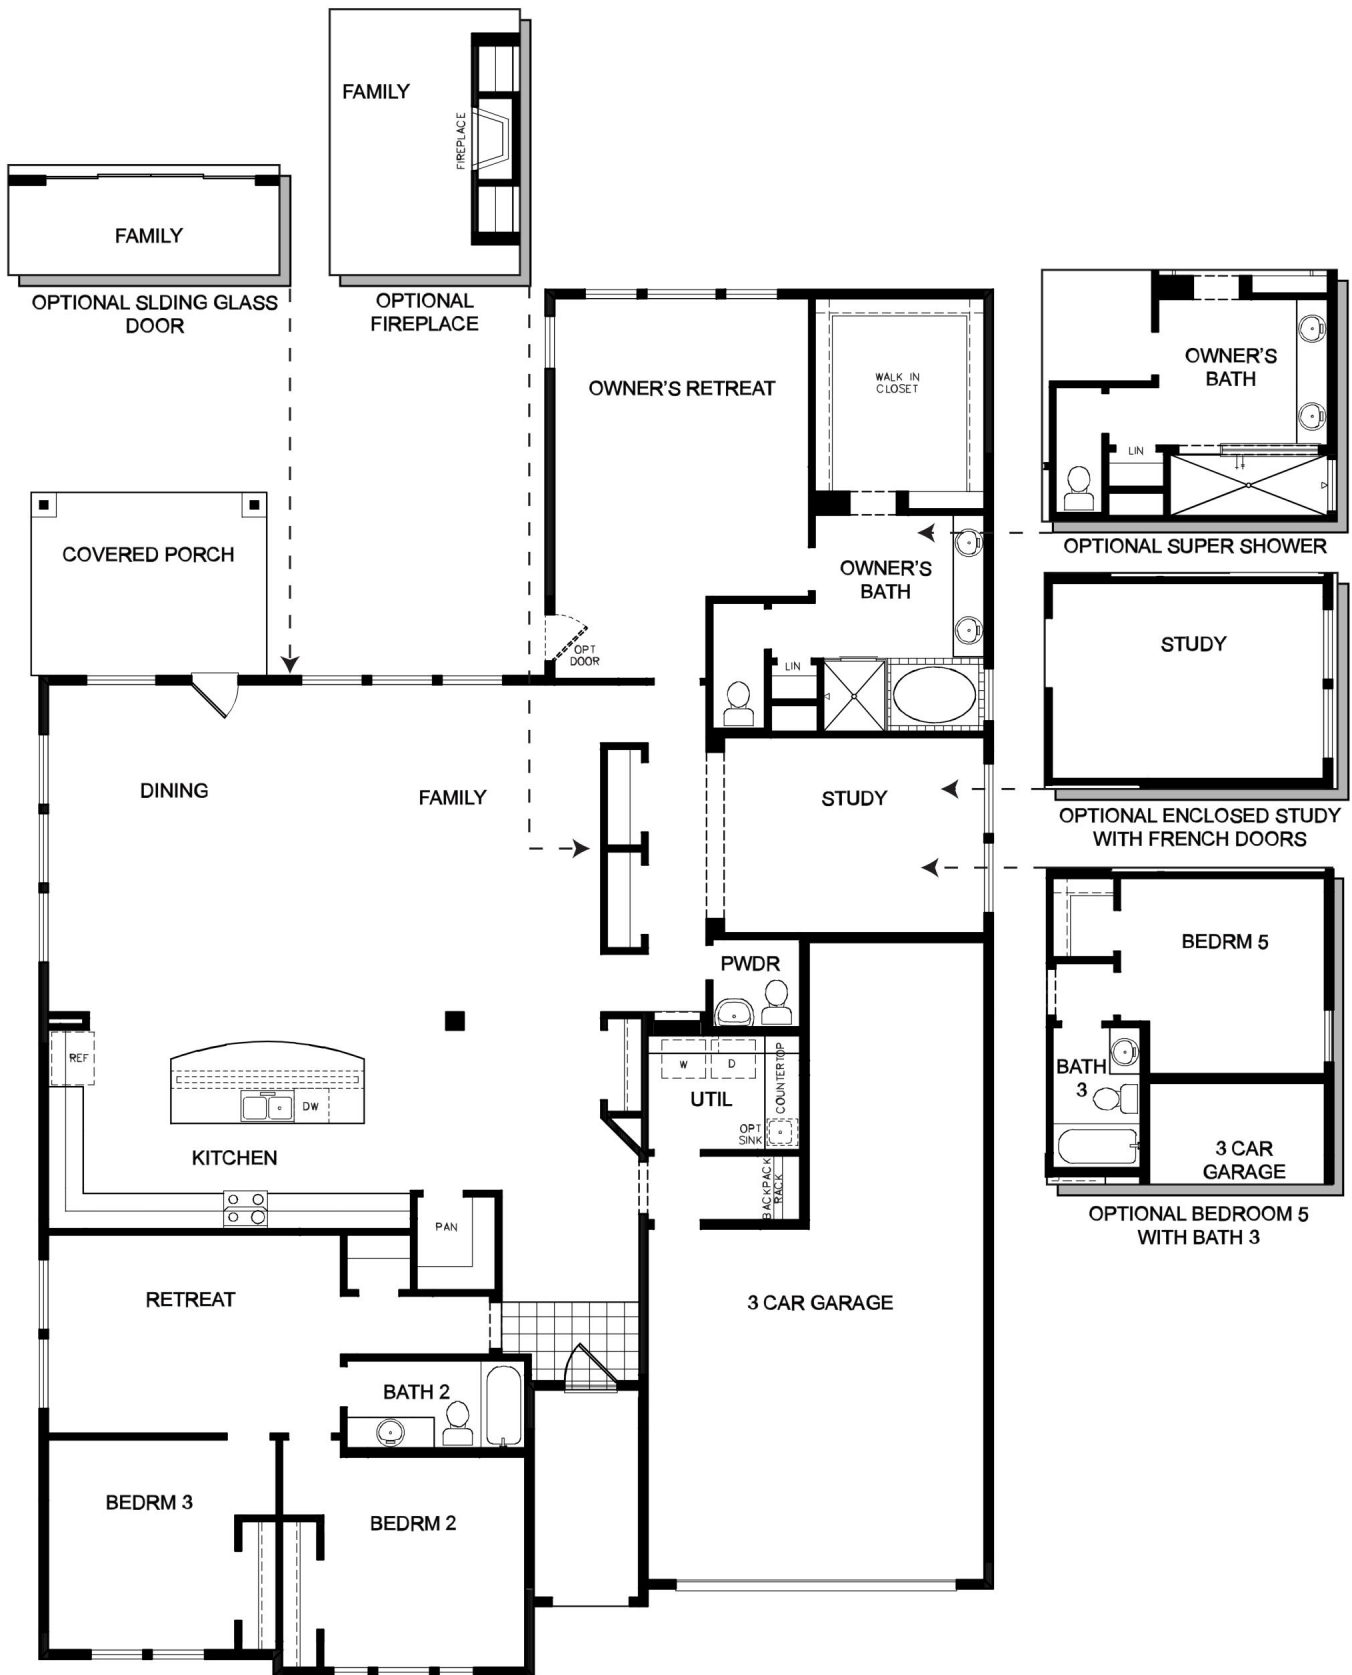 FAMILY
FIREPLACE
OPTIONAL
FIREPLACE
FAMILY
OPTIONAL SLDING GLASS
DOOR
OWNER'S RETREAT
WALK IN
CLOSET
OWNER'S
BATH
LIN
OPTIONAL SUPER SHOWER
COVERED PORCH
OWNER'S
BATH
OPT
DOOR
LIN
STUDY
OPTIONAL ENCLOSED STUDY
WITH FRENCH DOORS
DINING
FAMILY
STUDY
BEDRM 5
BATH
3
3 CAR
GARAGE
OPTIONAL BEDROOM 5
WITH BATH 3
PWDR
REF
DW
KITCHEN
W
D
COUNTERTOP
UTIL
OPT
SINK
BACKPACK
RACK
PAN
RETREAT
3 CAR GARAGE
BATH 2
BEDRM 3
BEDRM 2